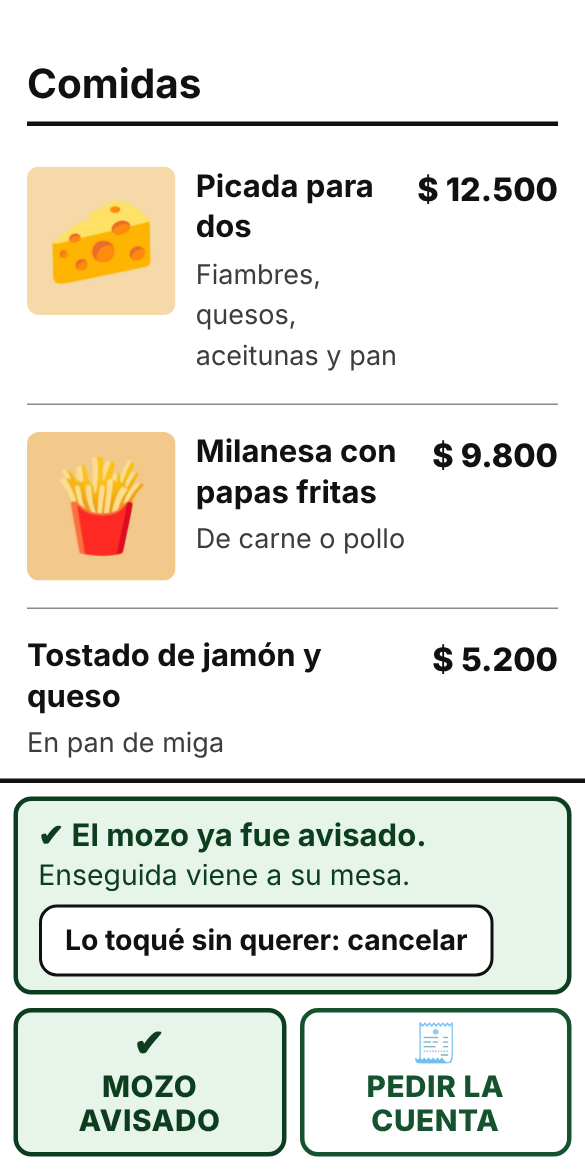 Comidas
Picada para
dos
$ 12.500
Fiambres,
quesos,
aceitunas y pan
Milanesa con
papas fritas
$ 9.800
De carne o pollo
Tostado de jamón y
queso
$ 5.200
En pan de miga
✔ El mozo ya fue avisado.
Enseguida viene a su mesa.
Lo toqué sin querer: cancelar
✔
MOZO
AVISADO
PEDIR LA
CUENTA